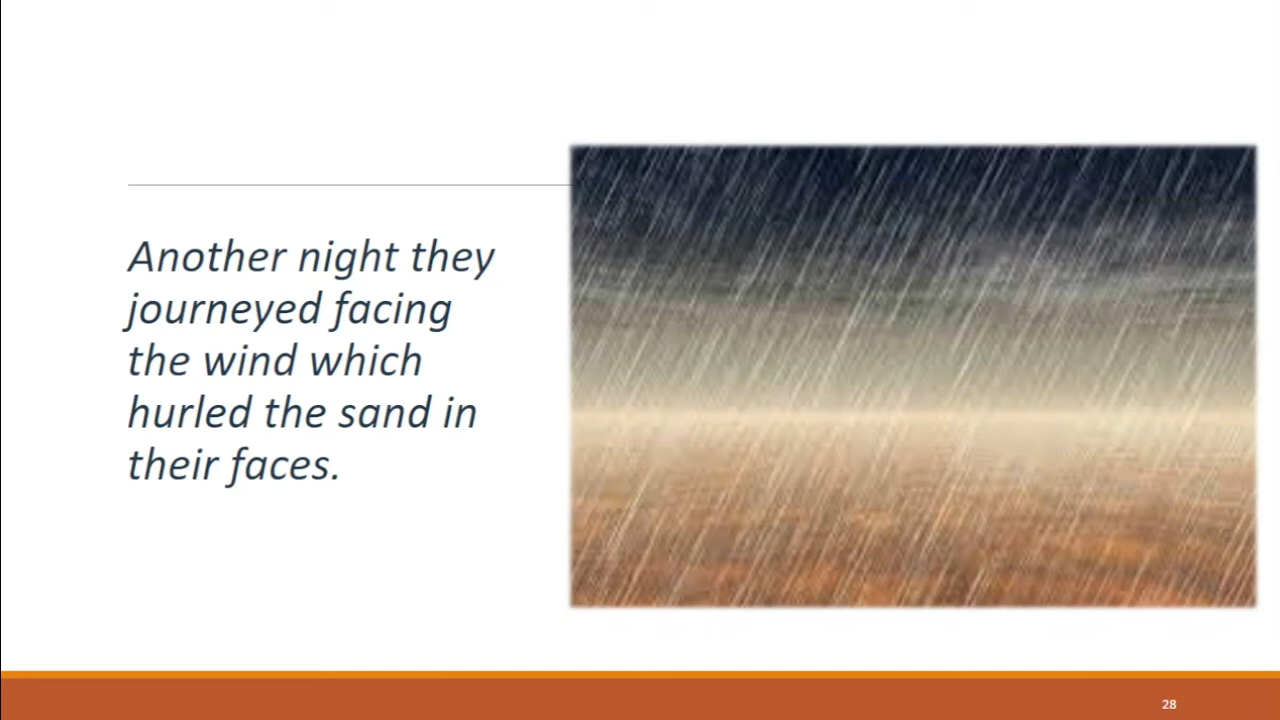 Another night they
journeyed facing
the wind which
hurled the sand in
their faces.
28